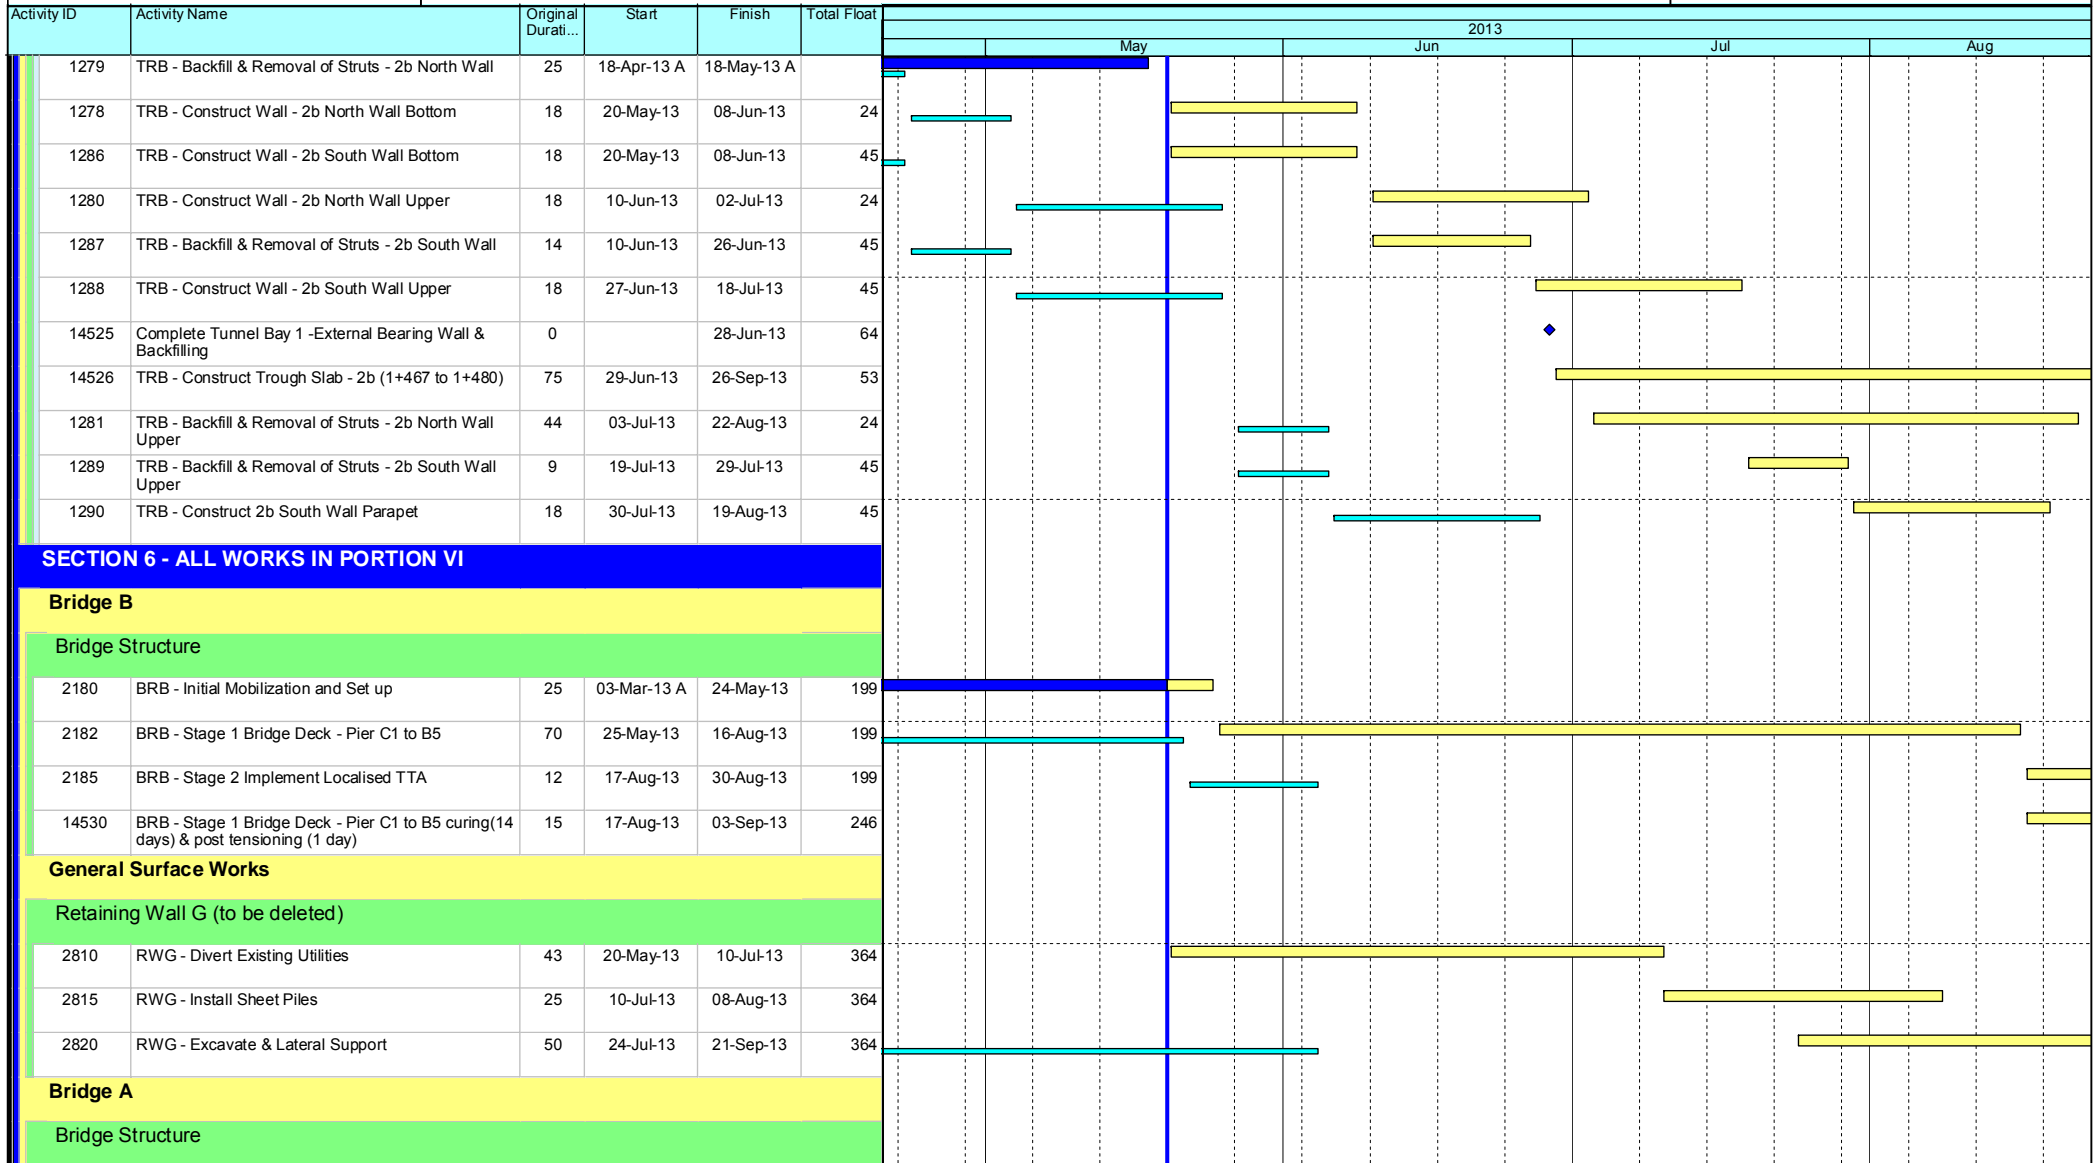 Activity ID Activity Name Original Start Finish Total Float
Durati...
2013
May Jun Jul Aug
1279 TRB - Backfill & Removal of Struts - 2b North Wall 25 18-Apr-13 A 18-May-13 A
1278 TRB - Construct Wall - 2b North Wall Bottom 18 20-May-13 08-Jun-13 24
1286 TRB - Construct Wall - 2b South Wall Bottom 18 20-May-13 08-Jun-13 45
1280 TRB - Construct Wall - 2b North Wall Upper 18 10-Jun-13 02-Jul-13 24
1287 TRB - Backfill & Removal of Struts - 2b South Wall 14 10-Jun-13 26-Jun-13 45
1288 TRB - Construct Wall - 2b South Wall Upper 18 27-Jun-13 18-Jul-13 45
14525 Complete Tunnel Bay 1 -External Bearing Wall & 0 28-Jun-13 64
Backfilling
14526 TRB - Construct Trough Slab - 2b (1+467 to 1+480) 75 29-Jun-13 26-Sep-13 53
1281 TRB - Backfill & Removal of Struts - 2b North Wall 44 03-Jul-13 22-Aug-13 24
Upper
1289 TRB - Backfill & Removal of Struts - 2b South Wall 9 19-Jul-13 29-Jul-13 45
Upper
1290 TRB - Construct 2b South Wall Parapet 18 30-Jul-13 19-Aug-13 45
SECTION 6 - ALL WORKS IN PORTION VI
Bridge B
Bridge Structure
2180 BRB - Initial Mobilization and Set up 25 03-Mar-13 A 24-May-13 199
2182 BRB - Stage 1 Bridge Deck - Pier C1 to B5 70 25-May-13 16-Aug-13 199
2185 BRB - Stage 2 Implement Localised TTA 12 17-Aug-13 30-Aug-13 199
14530 BRB - Stage 1 Bridge Deck - Pier C1 to B5 curing(14 15 17-Aug-13 03-Sep-13 246
days) & post tensioning (1 day)
General Surface Works
Retaining Wall G (to be deleted)
2810 RWG - Divert Existing Utilities 43 20-May-13 10-Jul-13 364
2815 RWG - Install Sheet Piles 25 10-Jul-13 08-Aug-13 364
2820 RWG - Excavate & Lateral Support 50 24-Jul-13 21-Sep-13 364
Bridge A
Bridge Structure